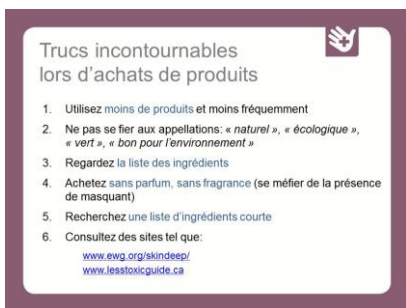 Trucs incontournables
lors d'achats de produits
1. Utilisez moins de produits et moins fréquemment
2. Ne pas se fier aux appellations: « naturel », « écologique »,
« vert », « bon pour l'environnement »
3. Regardez la liste des ingrédients
4. Achetez sans parfum, sans fragrance (se méfier de la présence
de masquant)
5. Recherchez une liste d'ingrédients courte
6. Consultez des sites tel que:
www.ewg.org/skindeep/
www.lesstoxicguide.ca